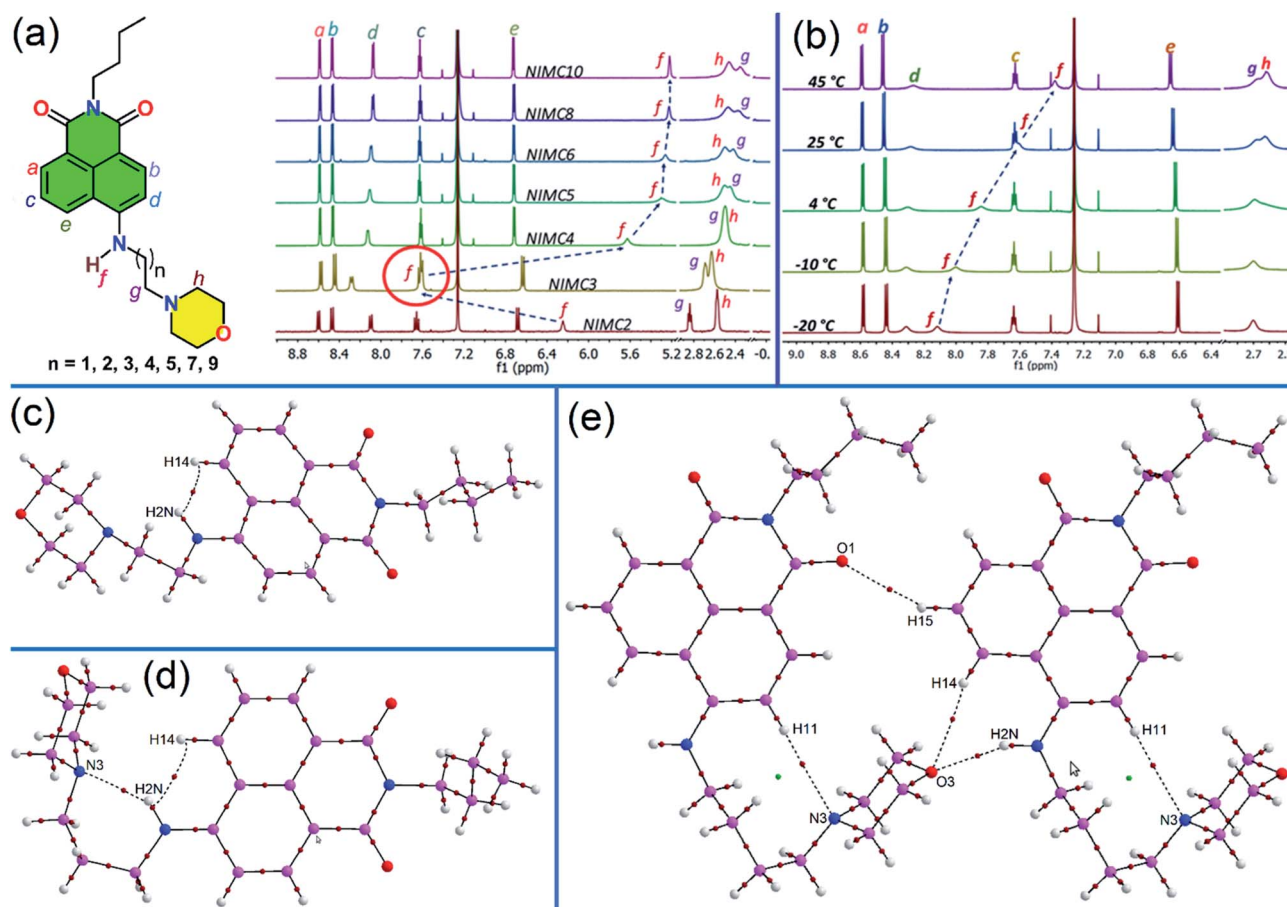 (a)
O N O
a b
c d
e
N
H
f
( )n
g h
N
O
n = 1, 2, 3, 4, 5, 7, 9
a b d c e
f h g
NIMC10
f h g
NIMC8
f h g
NIMC6
f h g
NIMC5
f g h
NIMC4
f g h
NIMC3
f g h
NIMC2
8.8 8.4 8.0 7.6 7.2 6.8 6.4 6.0 5.6 5.2 2.8 2.6 2.4 -0.
f1 (ppm)
(b)
a b d c f e g h
45 °C
f
25 °C
f
4 °C
f
-10 °C
f
-20 °C
9.0 8.8 8.6 8.4 8.2 8.0 7.8 7.6 7.4 7.2 7.0 6.8 6.6 6.4 2.7 2.
f1 (ppm)
(c)
H14
H2N
(d)
H14
N3
H2N
(e)
O1
H15
H14
H11
H2N
H11
O3
N3
N3